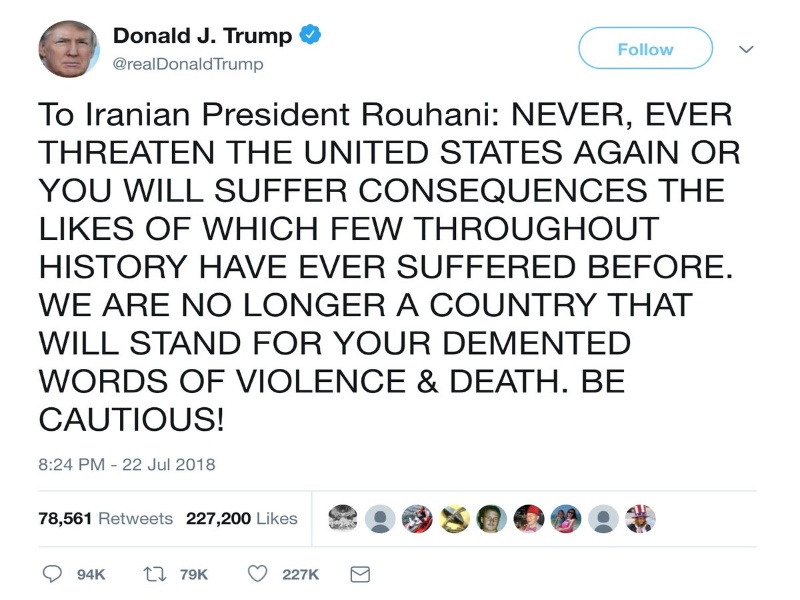 Donald J. Trump
@realDonaldTrump
Follow
To Iranian President Rouhani: NEVER, EVER
THREATEN THE UNITED STATES AGAIN OR
YOU WILL SUFFER CONSEQUENCES THE
LIKES OF WHICH FEW THROUGHOUT
HISTORY HAVE EVER SUFFERED BEFORE.
WE ARE NO LONGER A COUNTRY THAT
WILL STAND FOR YOUR DEMENTED
WORDS OF VIOLENCE & DEATH. BE
CAUTIOUS!
8:24 PM - 22 Jul 2018
78,561 Retweets 227,200 Likes
94K 79K 227K